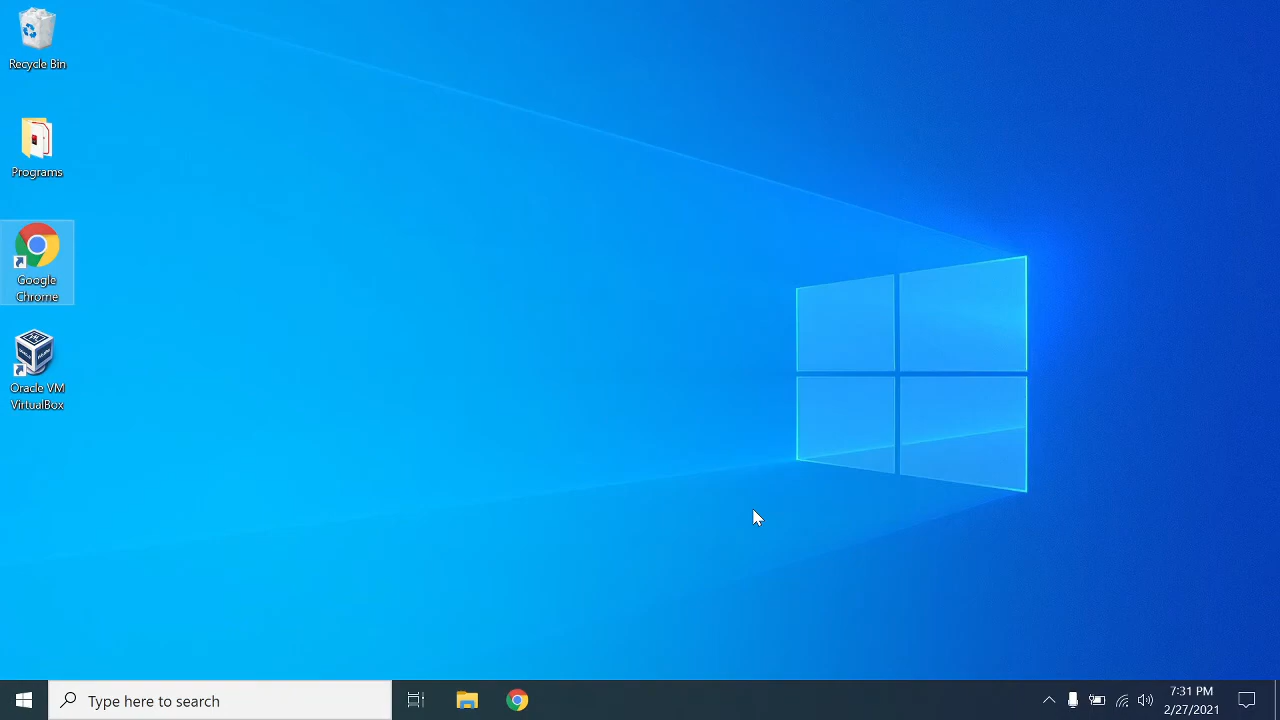 Recycle Bin
Programs
Google
Chrome
Oracle VM
VirtualBox
Type here to search
7:31 PM
2/27/2021